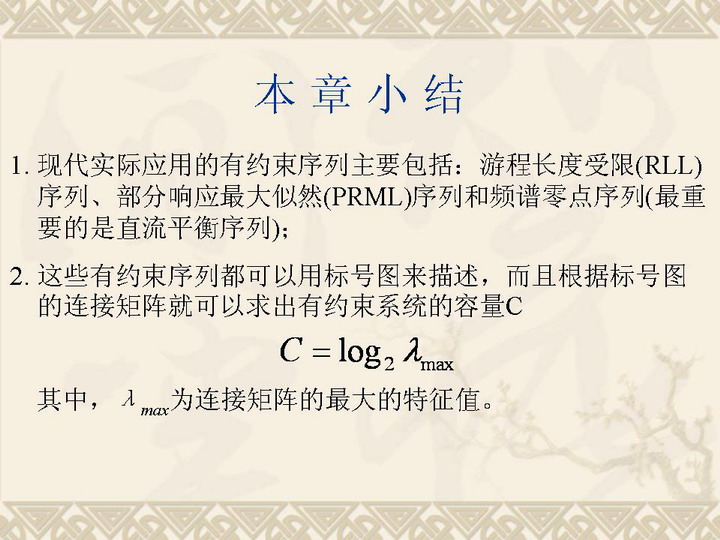 本章小结
1. 现代实际应用的有约束序列主要包括：游程长度受限(RLL)
序列、部分响应最大似然(PRML)序列和频谱零点序列(最重
要的是直流平衡序列)；
2. 这些有约束序列都可以用标号图来描述，而且根据标号图
的连接矩阵就可以求出有约束系统的容量C
C = log₂ λmax
其中，λ max为连接矩阵的最大的特征值。